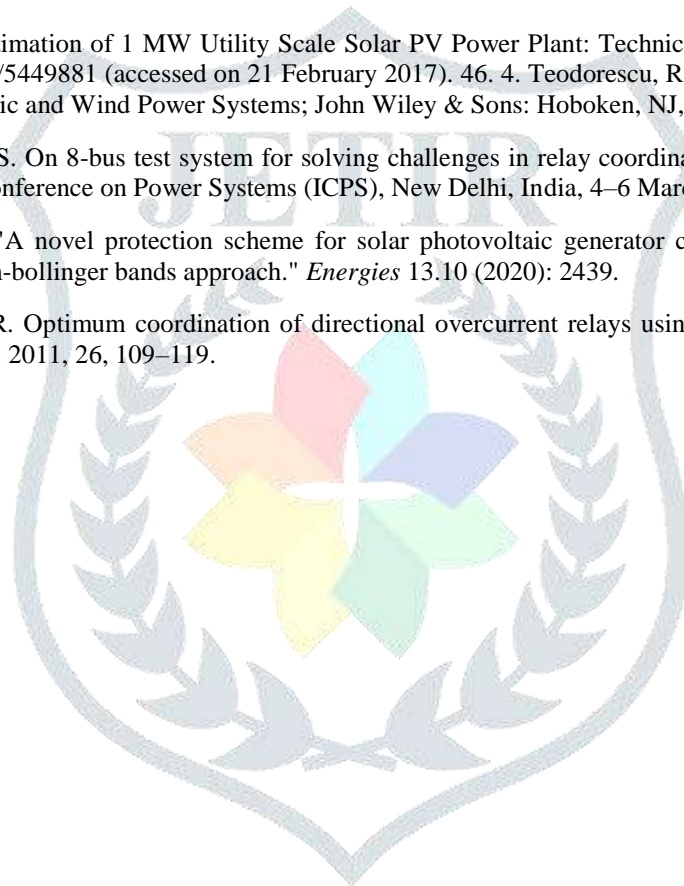 timation of 1 MW Utility Scale Solar PV Power Plant: Technic
/5449881 (accessed on 21 February 2017). 46. 4. Teodorescu, R
ic and Wind Power Systems; John Wiley & Sons: Hoboken, NJ,
S. On 8-bus test system for solving challenges in relay coordina
onference on Power Systems (ICPS), New Delhi, India, 4–6 Mar
"A novel protection scheme for solar photovoltaic generator c
n-bollinger bands approach." Energies 13.10 (2020): 2439.
R. Optimum coordination of directional overcurrent relays usin
2011, 26, 109–119.
JETIR